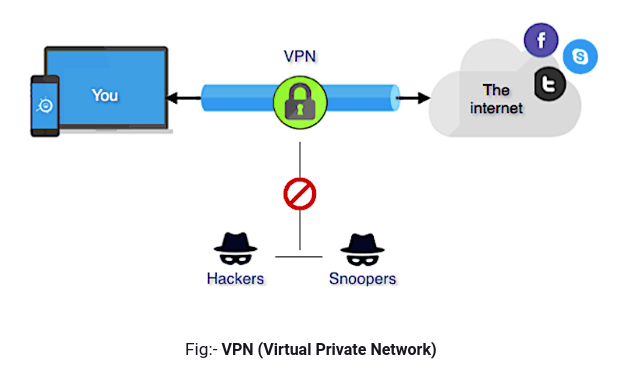 VPN
You
The
internet
Hackers
Snoopers
Fig:- VPN (Virtual Private Network)